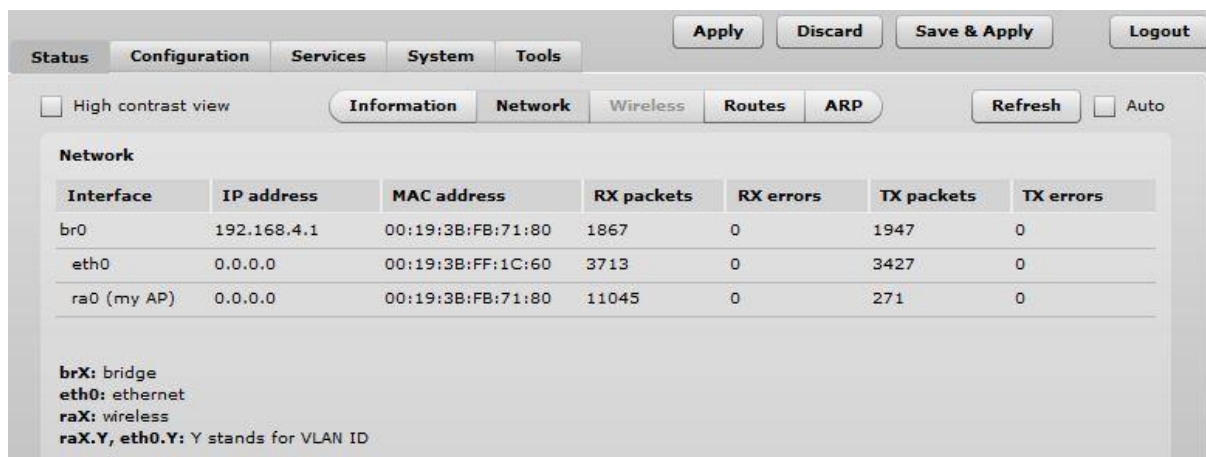 Apply Discard Save & Apply Logout
Status Configuration Services System Tools
High contrast view Information Network Wireless Routes ARP Refresh Auto
Network
Interface IP address MAC address RX packets RX errors TX packets TX errors
br0 192.168.4.1 00:19:3B:FB:71:80 1867 0 1947 0
eth0 0.0.0.0 00:19:3B:FF:1C:60 3713 0 3427 0
ra0 (my AP) 0.0.0.0 00:19:3B:FB:71:80 11045 0 271 0
brX: bridge
eth0: ethernet
raX: wireless
raX.Y, eth0.Y: Y stands for VLAN ID